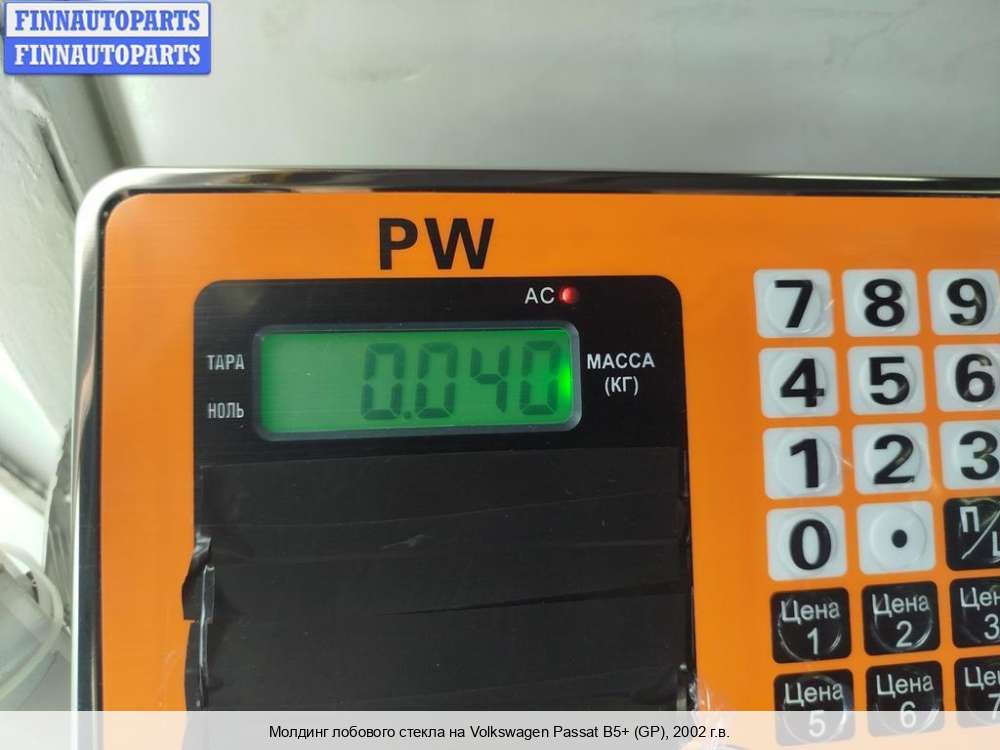 FINNAUTOPARTS
FINNAUTOPARTS
PW
AC
ТАРА
НОЛЬ
0.040
МАССА
(КГ)
7 8 9
4 5 6
1 2 3
0 .
Цена 1
Цена 2
3
Цена 5
Цена 6
Молдинг лобового стекла на Volkswagen Passat B5+ (GP), 2002 г.в.